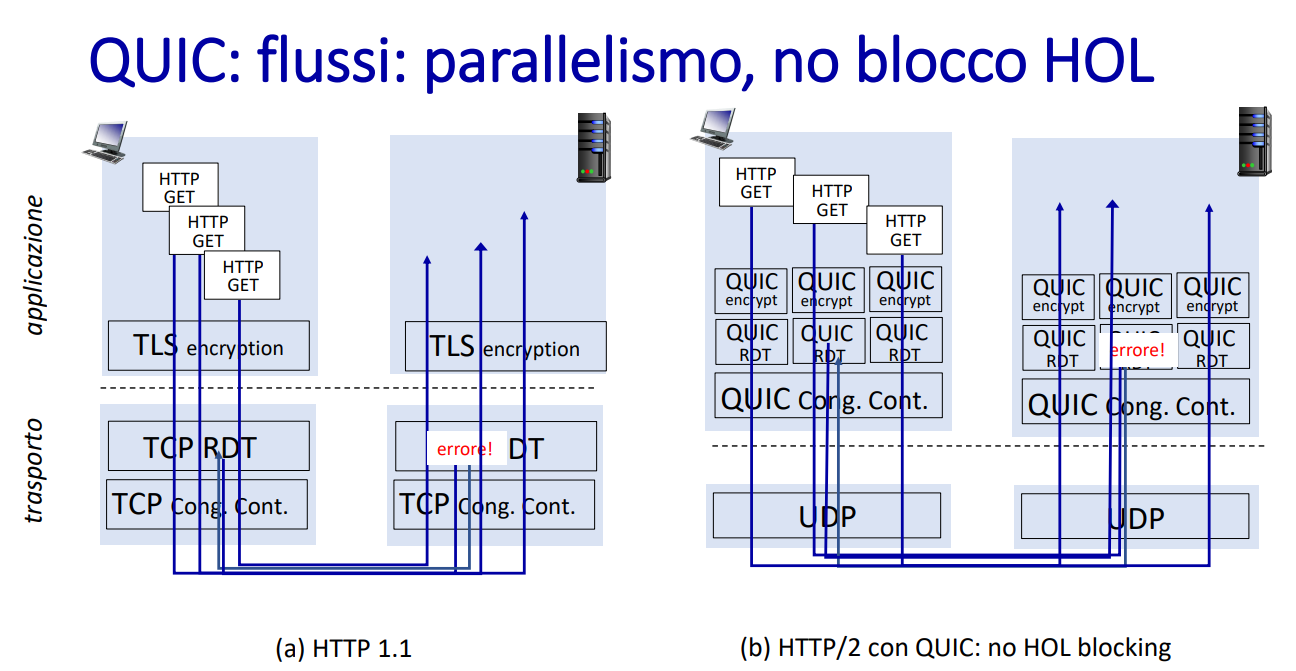 QUIC: flussi: parallelismo, no blocco HOL
applicazione
trasporto
HTTP
GET
HTTP
GET
HTTP
GET
TLS encryption
TLS encryption
TCP RDT
errore! DT
TCP Cong. Cont.
TCP Cong. Cont.
(a) HTTP 1.1
HTTP
GET
HTTP
GET
HTTP
GET
QUIC
encrypt
QUIC
encrypt
QUIC
encrypt
QUIC
RDT
QUIC
RDT
QUIC
RDT
QUIC Cong. Cont.
UDP
QUIC
encrypt
QUIC
encrypt
QUIC
encrypt
QUIC
RDT
errore!
QUIC
RDT
QUIC Cong. Cont.
UDP
(b) HTTP/2 con QUIC: no HOL blocking